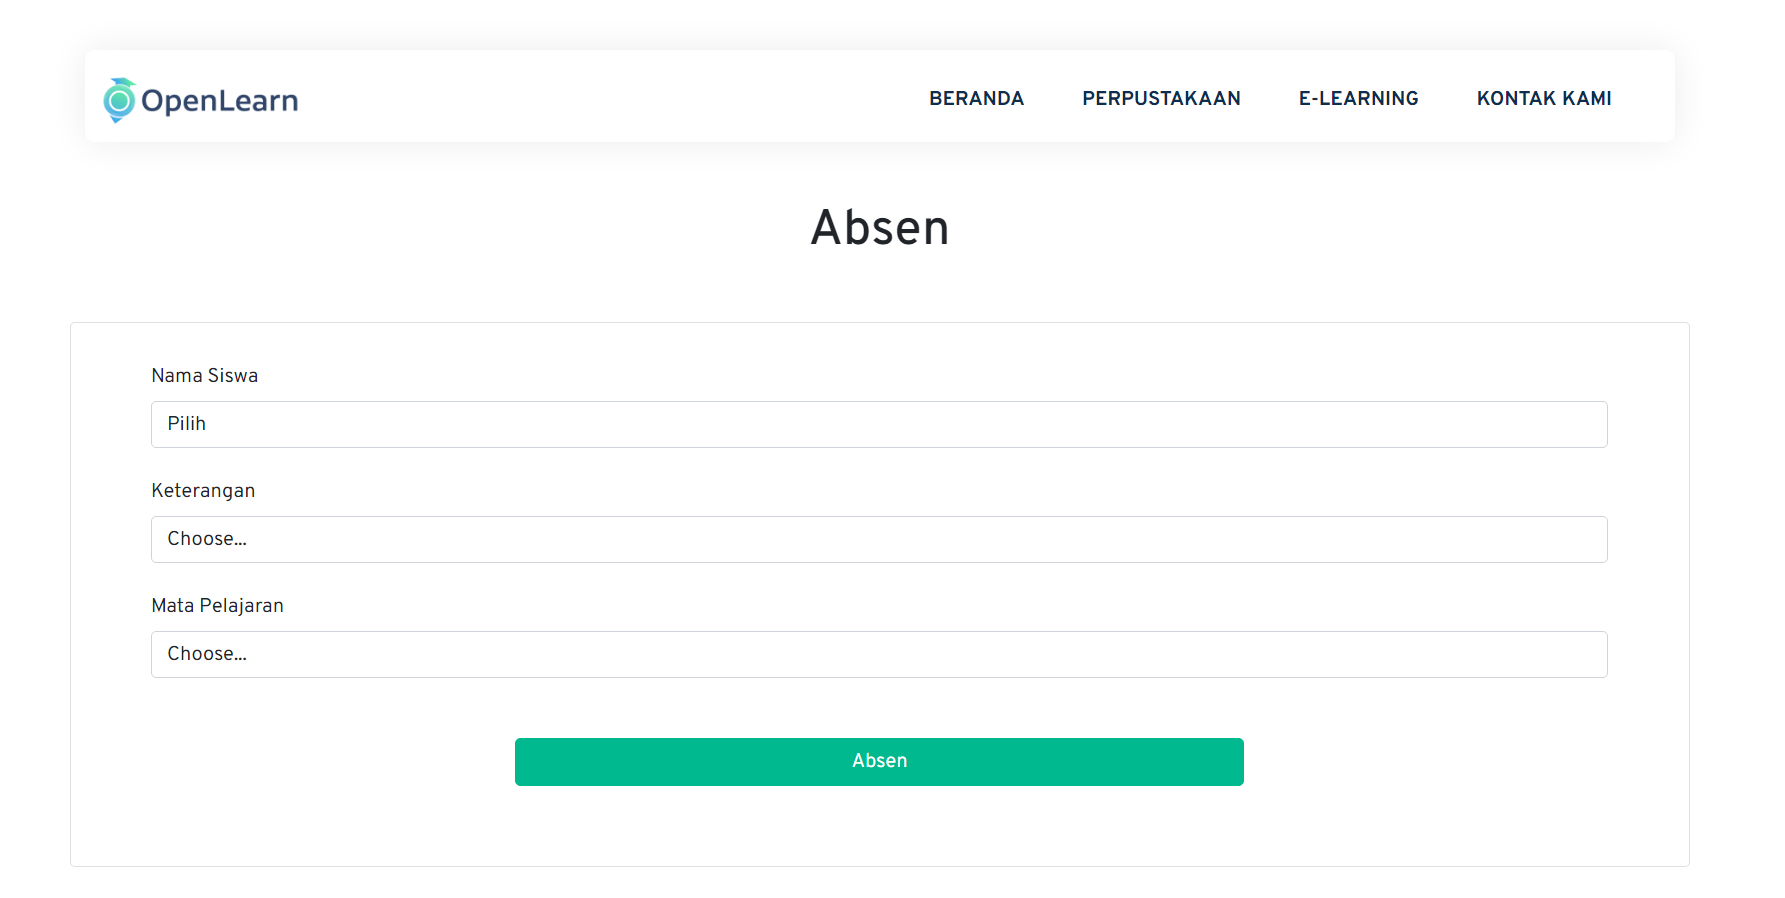 OpenLearn BERANDA PERPUSTAKAAN E-LEARNING KONTAK KAMI
Absen
Nama Siswa
Pilih
Keterangan
Choose...
Mata Pelajaran
Choose...
Absen